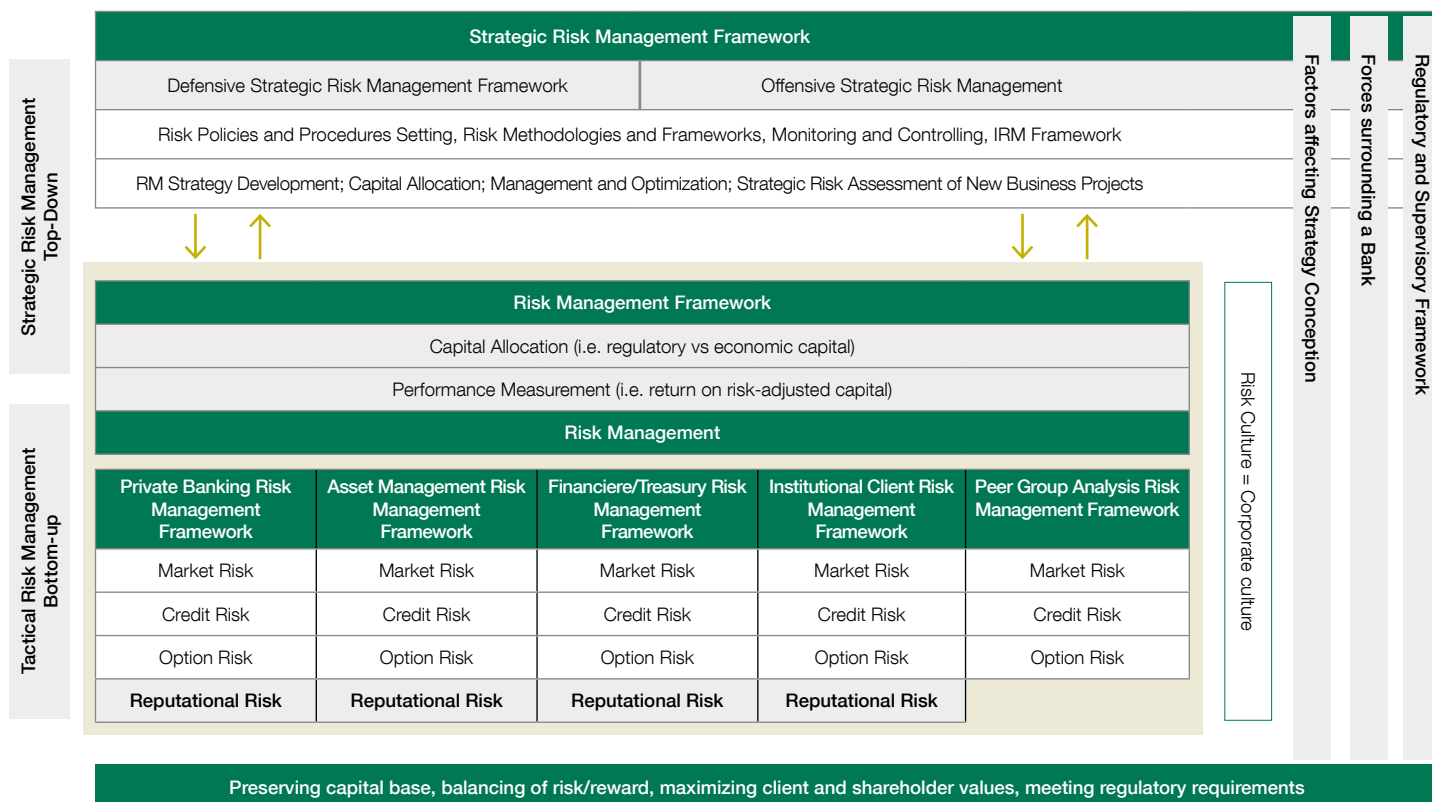 Strategic Risk Management Framework
Defensive Strategic Risk Management Framework
Offensive Strategic Risk Management
Risk Policies and Procedures Setting, Risk Methodologies and Frameworks, Monitoring and Controlling, IRM Framework
RM Strategy Development; Capital Allocation; Management and Optimization; Strategic Risk Assessment of New Business Projects
Strategic Risk Management
Top-Down
Risk Management Framework
Capital Allocation (i.e. regulatory vs economic capital)
Performance Measurement (i.e. return on risk-adjusted capital)
Risk Management
Tactical Risk Management
Bottom-up
Private Banking Risk
Management
Framework
Asset Management Risk
Management
Framework
Financiere/Treasury Risk
Management
Framework
Institutional Client Risk
Management
Framework
Peer Group Analysis Risk
Management Framework
Market Risk
Market Risk
Market Risk
Market Risk
Market Risk
Credit Risk
Credit Risk
Credit Risk
Credit Risk
Credit Risk
Option Risk
Option Risk
Option Risk
Option Risk
Option Risk
Reputational Risk
Reputational Risk
Reputational Risk
Reputational Risk
Risk Culture = Corporate culture
Factors affecting Strategy Conception
Forces surrounding a Bank
Regulatory and Supervisory Framework
Preserving capital base, balancing of risk/reward, maximizing client and shareholder values, meeting regulatory requirements